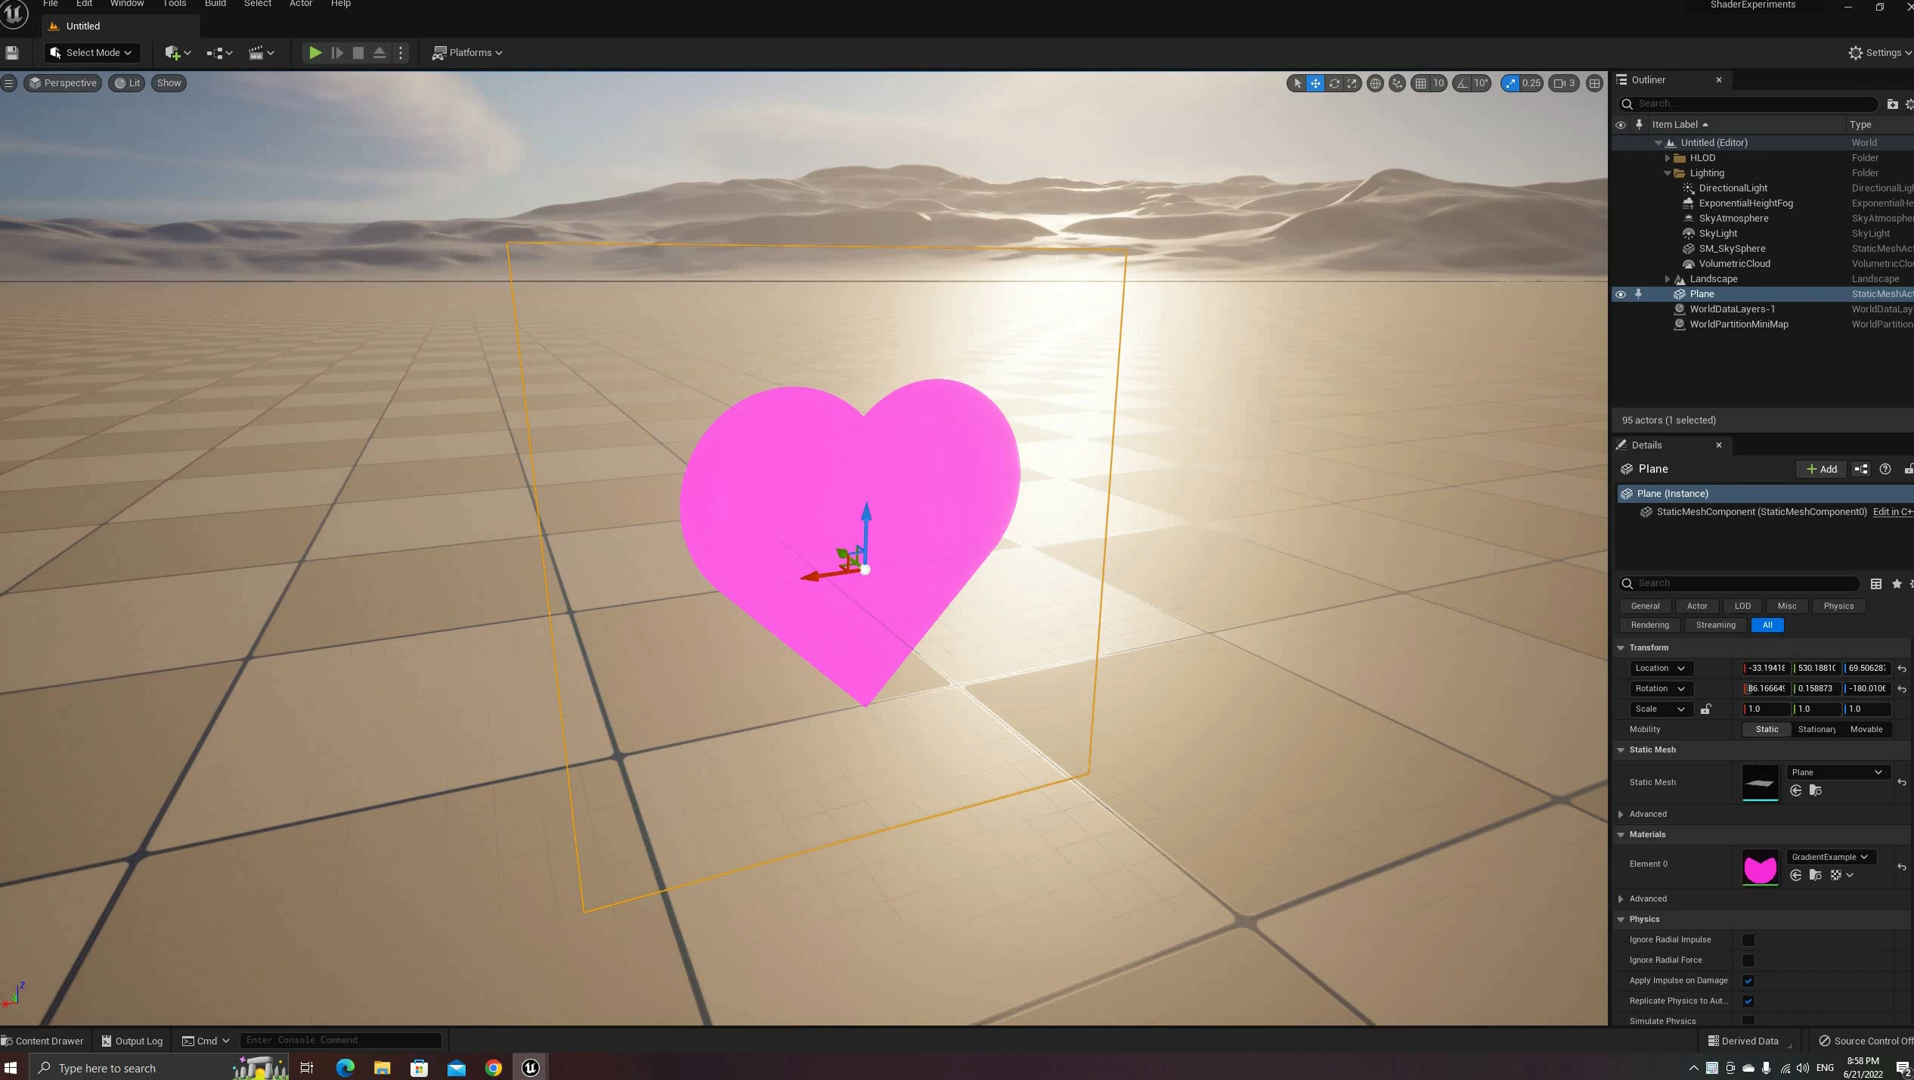 File Edit Window Tools Build Select Actor Help
ShaderExperiments
Untitled
Select Mode
Platforms
Settings
Perspective Lit Show
10 10° 0.25 3
Outliner
Search...
Item Label Type
Untitled (Editor) World
HLOD Folder
Lighting Folder
DirectionalLight DirectionalLig
ExponentialHeightFog ExponentialHe
SkyAtmosphere SkyAtmosphe
SkyLight SkyLight
SM_SkySphere StaticMeshAct
VolumetricCloud VolumetricClo
Landscape Landscape
Plane StaticMeshAct
WorldDataLayers-1 WorldDataLay
WorldPartitionMiniMap WorldPartition
95 actors (1 selected)
Details
Plane
Add
Plane (Instance)
StaticMeshComponent (StaticMeshComponent0) Edit in C++
Search
General Actor LOD Misc Physics
Rendering Streaming All
Transform
Location -33.19418 530.18810 69.506287
Rotation 86.166649 0.158873 -180.0106
Scale 1.0 1.0 1.0
Mobility Static Stationary Movable
Static Mesh
Static Mesh Plane
Advanced
Materials
Element 0 GradientExample
Advanced
Physics
Ignore Radial Impulse
Ignore Radial Force
Apply Impulse on Damage
Replicate Physics to Aut...
Simulate Physics
Z
X
Content Drawer Output Log Cmd Enter Console Command
Derived Data Source Control Off
Type here to search
ENG
8:58 PM
6/21/2022
2